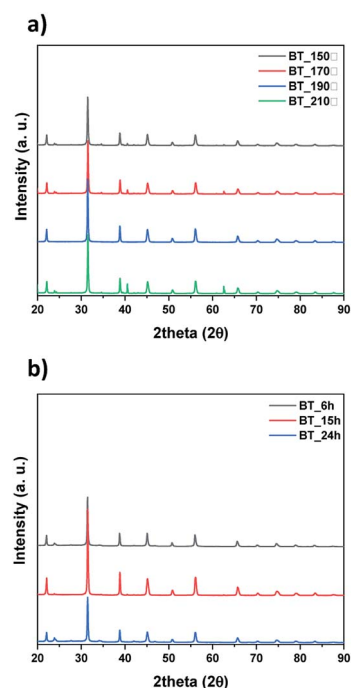 a)
BT_150□
BT_170□
BT_190□
BT_210□
Intensity (a. u.)
20 30 40 50 60 70 80 90
2theta (2θ)
b)
BT_6h
BT_15h
BT_24h
Intensity (a. u.)
20 30 40 50 60 70 80 90
2theta (2θ)